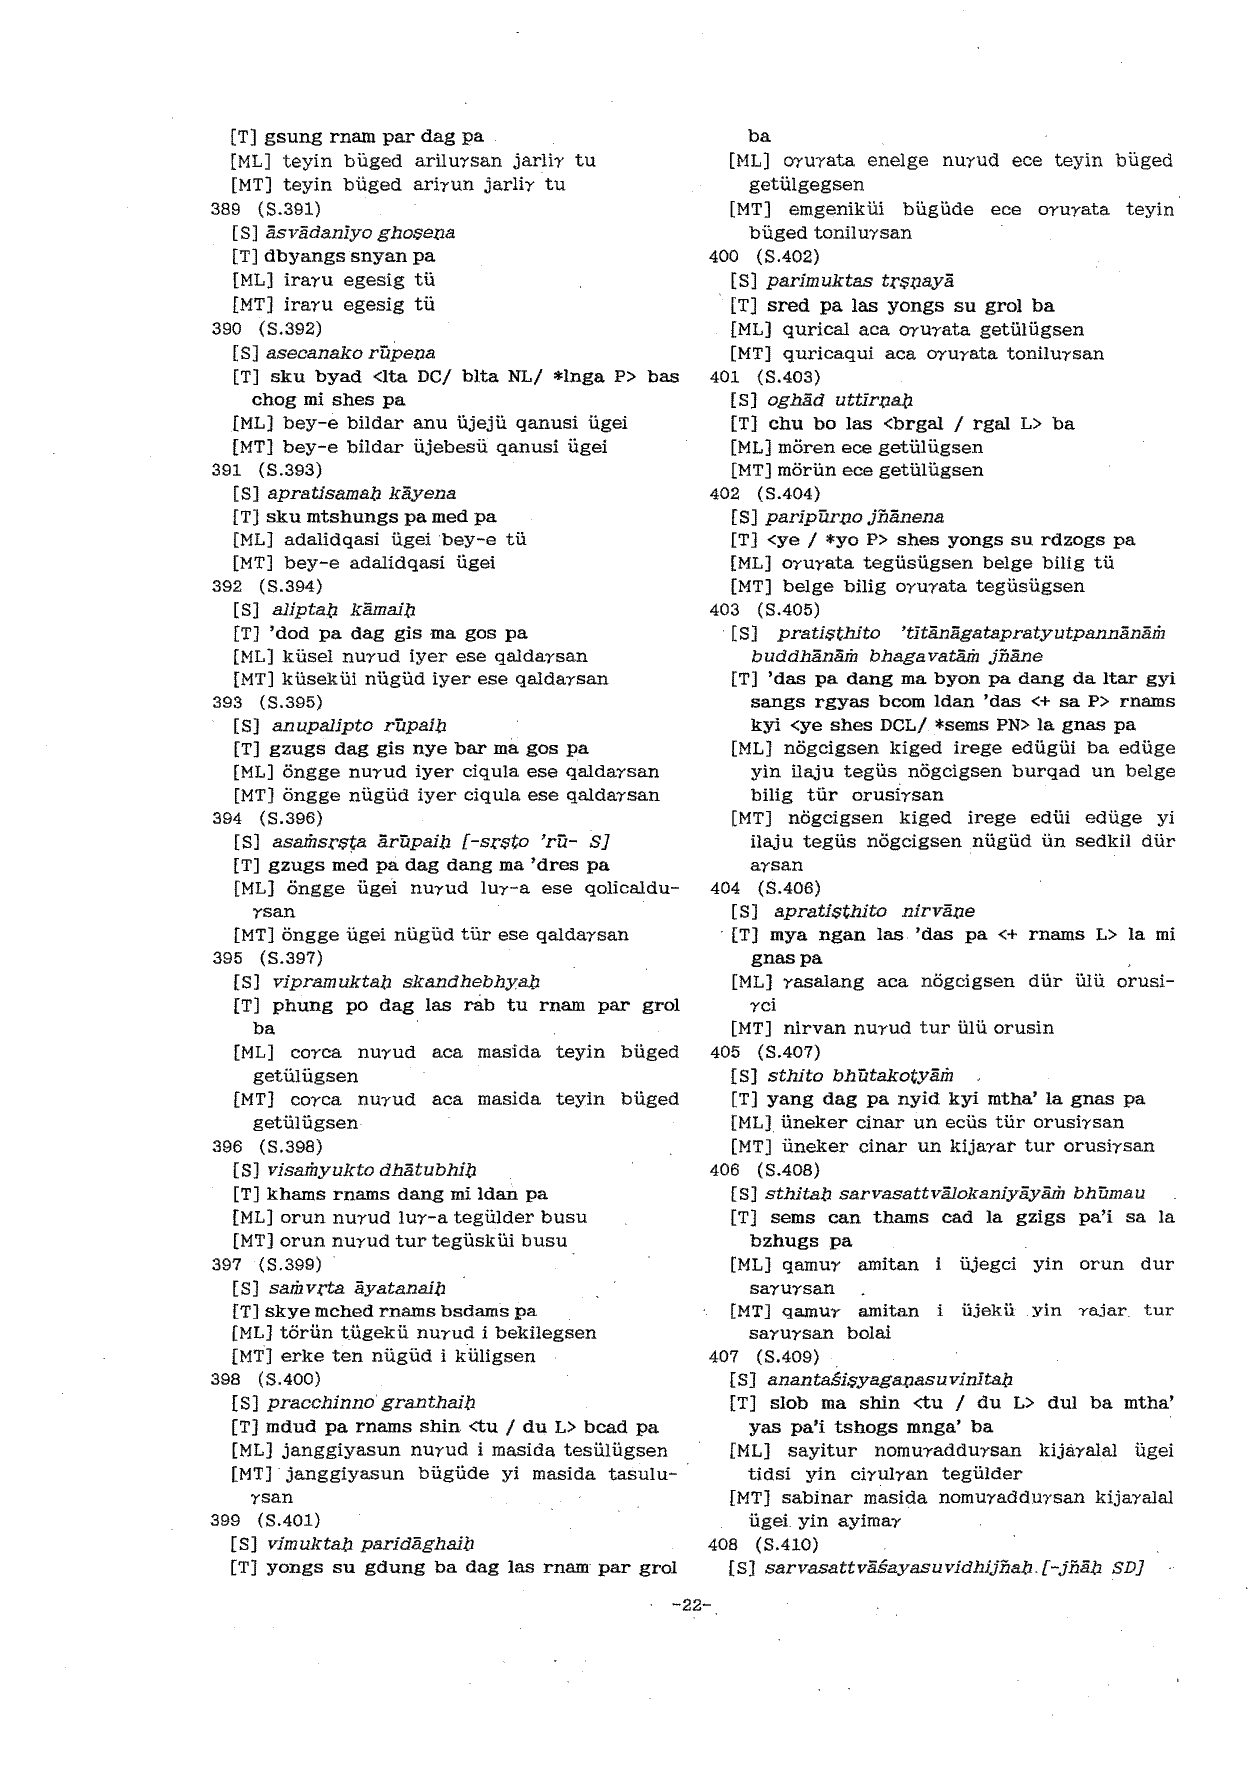 [T] gsung rnam par dag pa
[ML] teyin büged ariluγsan jarliγ tu
[MT] teyin büged ariγun jarliγ tu
389 (S.391)
[S] āsvādanīyo ghoṣeṇa
[T] dbyangs snyan pa
[ML] iraγu egesig tü
[MT] iraγu egesig tü
390 (S.392)
[S] asecanako rūpeṇa
[T] sku byad <lta DC/ blta NL/ *lnga P> bas
chog mi shes pa
[ML] bey-e bildar anu üjejü qanusi ügei
[MT] bey-e bildar üjebesü qanusi ügei
391 (S.393)
[S] apratisamaḥ kāyena
[T] sku mtshungs pa med pa
[ML] adalidqasi ügei bey-e tü
[MT] bey-e adalidqasi ügei
392 (S.394)
[S] aliptaḥ kāmaiḥ
[T] 'dod pa dag gis ma gos pa
[ML] küsel nuγud iyer ese qaldaγsan
[MT] küseküi nügüd iyer ese qaldaγsan
393 (S.395)
[S] anupalipto rūpaiḥ
[T] gzugs dag gis nye bar ma gos pa
[ML] öngge nuγud iyer ciqula ese qaldaγsan
[MT] öngge nügüd iyer ciqula ese qaldaγsan
394 (S.396)
[S] asaṁsṛṣṭa ārūpaiḥ [-sṛṣṭo 'rū- S]
[T] gzugs med pa dag dang ma 'dres pa
[ML] öngge ügei nuγud luγ-a ese qolicaldu-
γsan
[MT] öngge ügei nügüd tür ese qaldaγsan
395 (S.397)
[S] vipramuktaḥ skandhebhyaḥ
[T] phung po dag las rab tu rnam par grol
ba
[ML] coγca nuγud aca masida teyin büged
getülügsen
[MT] coγca nuγud aca masida teyin büged
getülügsen
396 (S.398)
[S] visaṁyukto dhātubhiḥ
[T] khams rnams dang mi ldan pa
[ML] orun nuγud luγ-a tegülder busu
[MT] orun nuγud tur tegüsküi busu
397 (S.399)
[S] saṁvṛta āyatanaiḥ
[T] skye mched rnams bsdams pa
[ML] törün tügekü nuγud i bekilegsen
[MT] erke ten nügüd i küligsen
398 (S.400)
[S] pracchinno granthaiḥ
[T] mdud pa rnams shin <tu / du L> bcad pa
[ML] janggiyasun nuγud i masida tesülügsen
[MT] janggiyasun bügüde yi masida tasulu-
γsan
399 (S.401)
[S] vimuktaḥ paridāghaiḥ
[T] yongs su gdung ba dag las rnam par grol
ba
[ML] oγuγata enelge nuγud ece teyin büged
getülgegsen
[MT] emgeniküi bügüde ece oγuγata teyin
büged toniluγsan
400 (S.402)
[S] parimuktas tṛṣṇayā
[T] sred pa las yongs su grol ba
[ML] qurical aca oγuγata getülügsen
[MT] quricaqui aca oγuγata toniluγsan
401 (S.403)
[S] oghād uttīrṇaḥ
[T] chu bo las <brgal / rgal L> ba
[ML] mören ece getülügsen
[MT] mörün ece getülügsen
402 (S.404)
[S] paripūrṇo jñānena
[T] <ye / *yo P> shes yongs su rdzogs pa
[ML] oγuγata tegüsügsen belge bilig tü
[MT] belge bilig oγuγata tegüsügsen
403 (S.405)
[S] pratiṣṭhito 'tītānāgatapratyutpannānāṁ
buddhānāṁ bhagavatāṁ jñāne
[T] 'das pa dang ma byon pa dang da ltar gyi
sangs rgyas bcom ldan 'das <+ sa P> rnams
kyi <ye shes DCL/ *sems PN> la gnas pa
[ML] nögcigsen kiged irege edügüi ba edüge
yin ilaju tegüs nögcigsen burqad un belge
bilig tür orusiγsan
[MT] nögcigsen kiged irege edüi edüge yi
ilaju tegüs nögcigsen nügüd ün sedkil dür
aγsan
404 (S.406)
[S] apratiṣṭhito nirvāṇe
[T] mya ngan las 'das pa <+ rnams L> la mi
gnas pa
[ML] γasalang aca nögcigsen dür ülü orusi-
γci
[MT] nirvan nuγud tur ülü orusin
405 (S.407)
[S] sthito bhūtakoṭyāṁ
[T] yang dag pa nyid kyi mtha' la gnas pa
[ML] üneker cinar un ecüs tür orusiγsan
[MT] üneker cinar un kijaγar tur orusiγsan
406 (S.408)
[S] sthitaḥ sarvasattvālokaniyāyāṁ bhūmau
[T] sems can thams cad la gzigs pa'i sa la
bzhugs pa
[ML] qamuγ amitan i üjegci yin orun dur
saγuγsan
[MT] qamuγ amitan i üjekü yin γajar tur
saγuγsan bolai
407 (S.409)
[S] anantaśiṣyagaṇasuvinītaḥ
[T] slob ma shin <tu / du L> dul ba mtha'
yas pa'i tshogs mnga' ba
[ML] sayitur nomuγadduγsan kijaγalal ügei
tidsi yin ciγulγan tegülder
[MT] sabinar masida nomuγadduγsan kijaγalal
ügei yin ayimaγ
408 (S.410)
[S] sarvasattvāśayasuvidhijñaḥ [-jñāḥ SD]
-22-